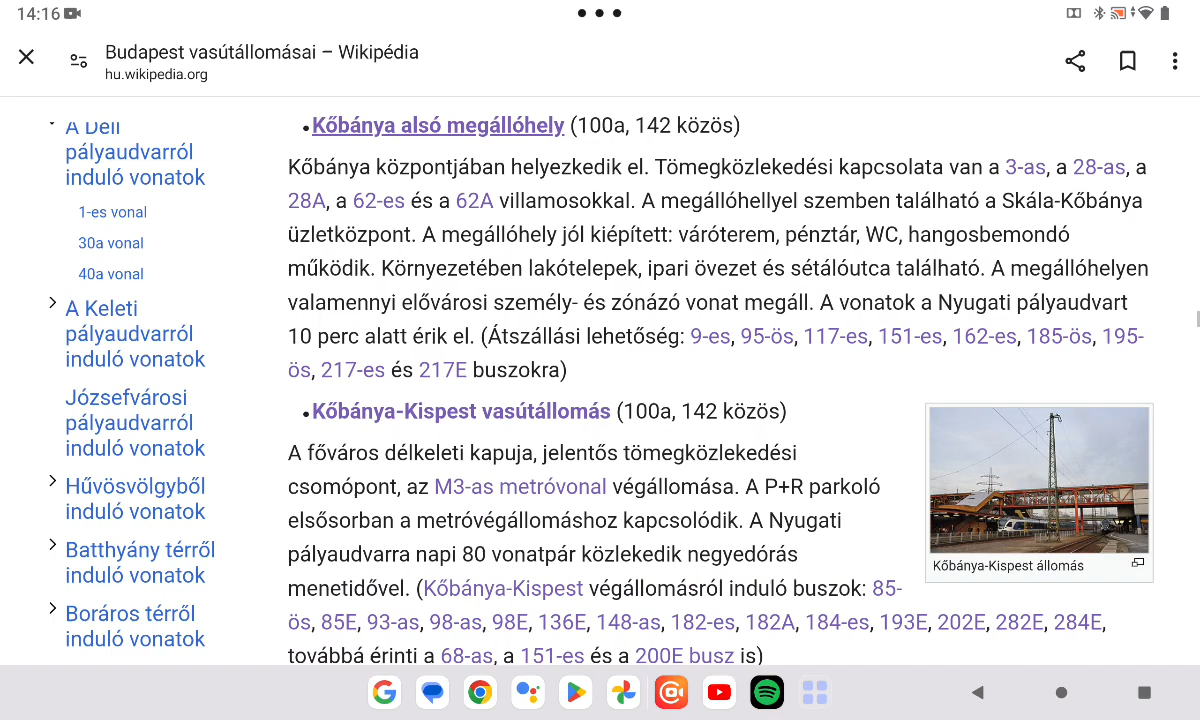 14:16
Budapest vasútállomásai – Wikipédia
hu.wikipedia.org
A Déli
pályaudvarról
induló vonatok
1-es vonal
30a vonal
40a vonal
A Keleti
pályaudvarról
induló vonatok
Józsefvárosi
pályaudvarról
induló vonatok
Hűvösvölgyből
induló vonatok
Batthyány térről
induló vonatok
Boráros térről
induló vonatok
Kőbánya alsó megállóhely (100a, 142 közös)
Kőbánya központjában helyezkedik el. Tömegközlekedési kapcsolata van a 3-as, a 28-as, a
28A, a 62-es és a 62A villamosokkal. A megállóhellyel szemben található a Skála-Kőbánya
üzletközpont. A megállóhely jól kiépített: váróterem, pénztár, WC, hangosbemondó
működik. Környezetében lakótelepek, ipari övezet és sétálóutca található. A megállóhelyen
valamennyi elővárosi személy- és zónázó vonat megáll. A vonatok a Nyugati pályaudvart
10 perc alatt érik el. (Átszállási lehetőség: 9-es, 95-ös, 117-es, 151-es, 162-es, 185-ös, 195-
ös, 217-es és 217E buszokra)
Kőbánya-Kispest vasútállomás (100a, 142 közös)
A főváros délkeleti kapuja, jelentős tömegközlekedési
csomópont, az M3-as metróvonal végállomása. A P+R parkoló
elsősorban a metróvégállomáshoz kapcsolódik. A Nyugati
pályaudvarra napi 80 vonatpár közlekedik negyedórás
menetidővel. (Kőbánya-Kispest végállomásról induló buszok: 85-
ös, 85E, 93-as, 98-as, 98E, 136E, 148-as, 182-es, 182A, 184-es, 193E, 202E, 282E, 284E,
továbbá érinti a 68-as, a 151-es és a 200E busz is)
Kőbánya-Kispest állomás